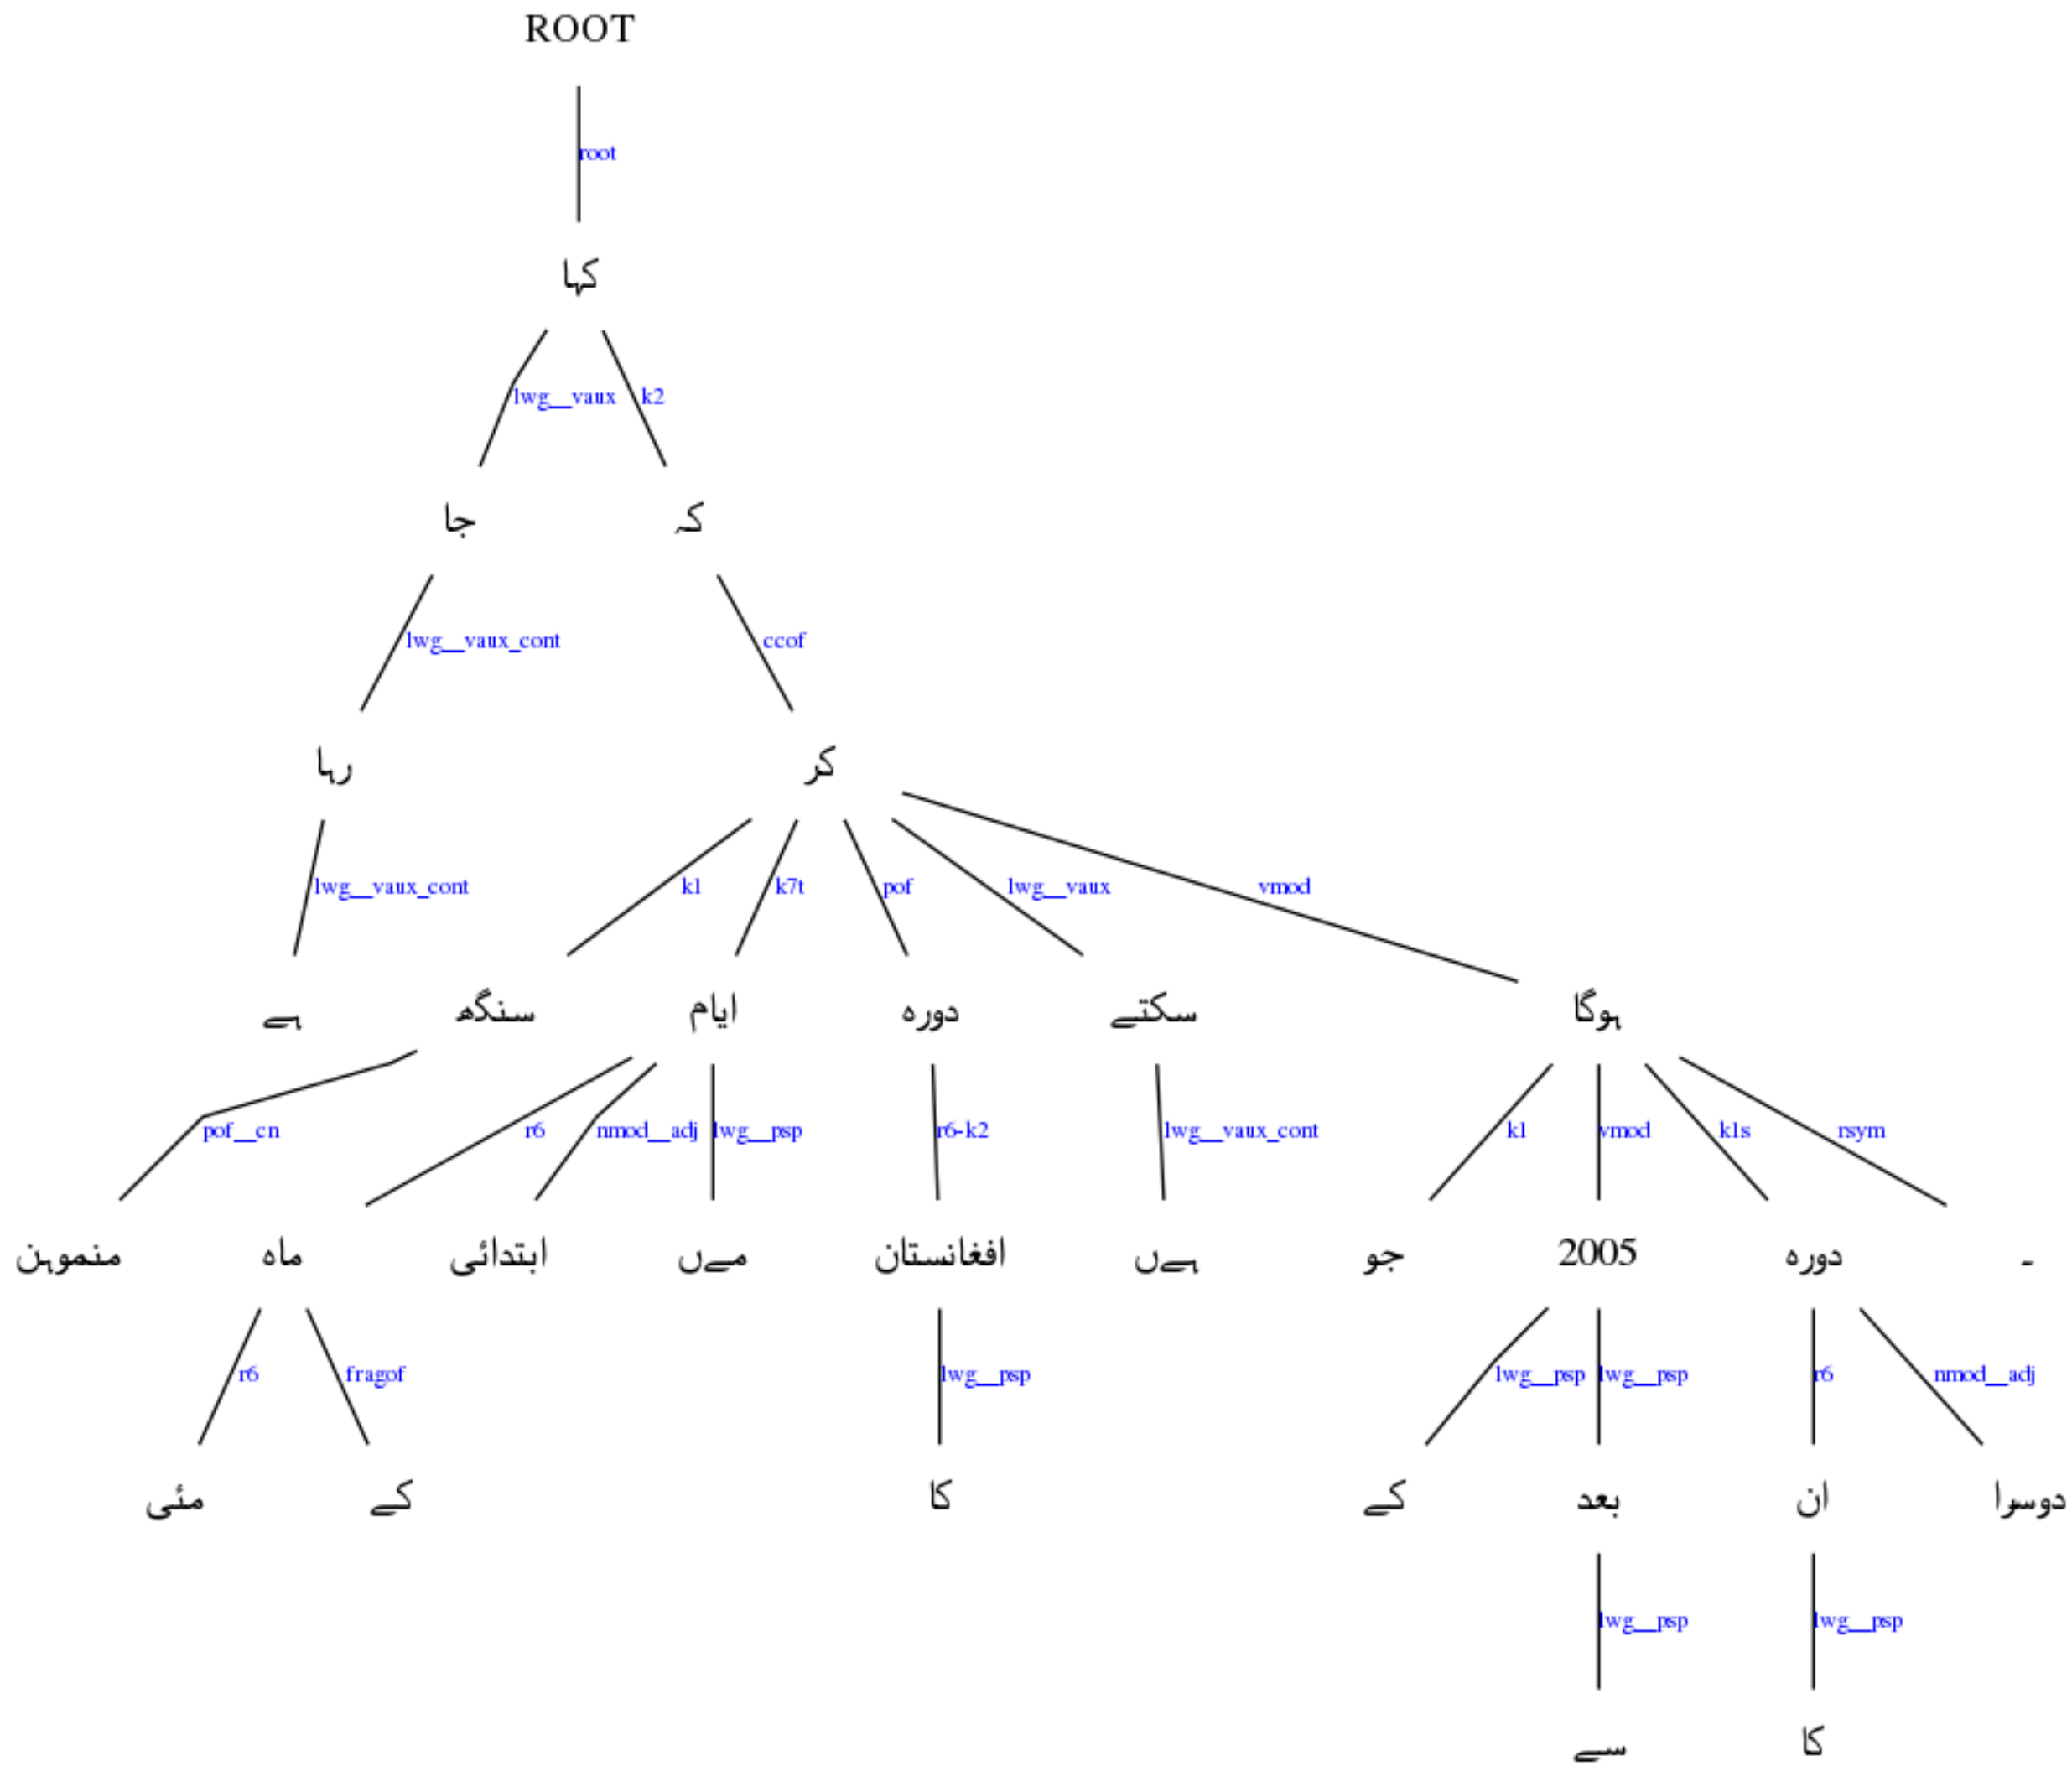 ROOT
root
کہا
lwg__vaux k2
جا کہ
lwg__vaux_cont ccof
رہا کر
lwg__vaux_cont k1 k7t pof lwg__vaux vmod
ہے سنگھ ایام دورہ سکتے ہوگا
pof__cn r6 nmod__adj lwg__psp r6-k2 lwg__vaux_cont k1 vmod k1s rsym
منموہن ماہ ابتدائی مےں افغانستان ہےں جو 2005 دورہ ۔
r6 fragof lwg__psp lwg__psp lwg__psp r6 nmod__adj
مئی کے کا کے بعد ان دوسرا
lwg__psp lwg__psp
سے کا